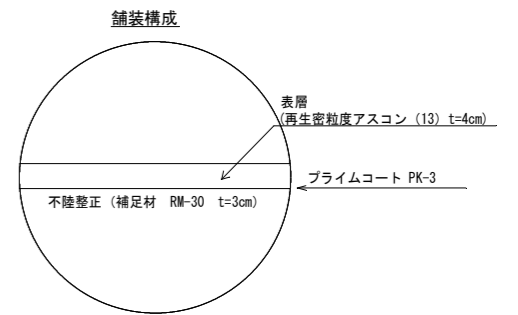 舗装構成
表層
(再生密粒度アスコン (13) t=4cm)
プライムコート PK-3
不陸整正 (補足材　RM-30　t=3cm)